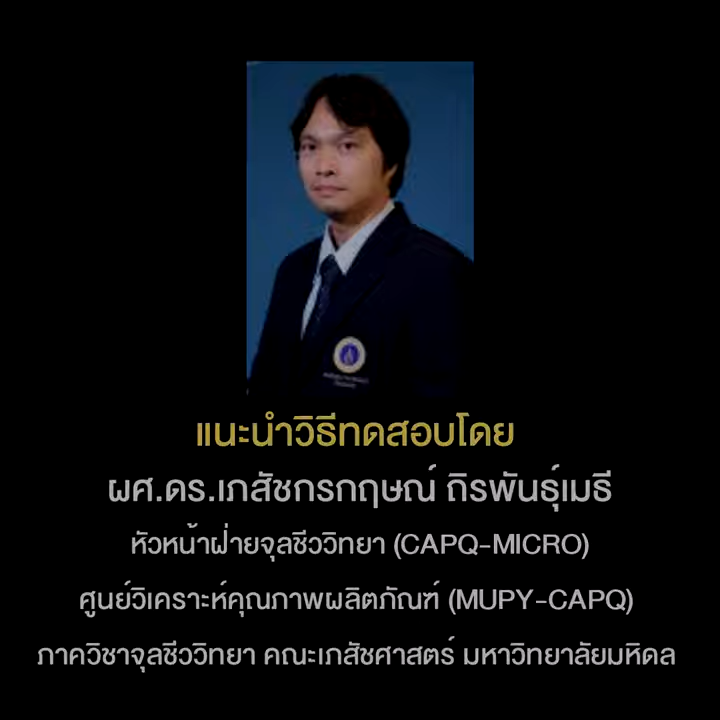 แนะนำวิธีทดสอบโดย
ผศ.ดร.เภสัชกรกฤษณ์ ถิรพันธุ์เมธี
หัวหน้าฝ่ายจุลชีววิทยา (CAPQ-MICRO)
ศูนย์วิเคราะห์คุณภาพผลิตภัณฑ์ (MUPY-CAPQ)
ภาควิชาจุลชีววิทยา คณะเภสัชศาสตร์ มหาวิทยาลัยมหิดล